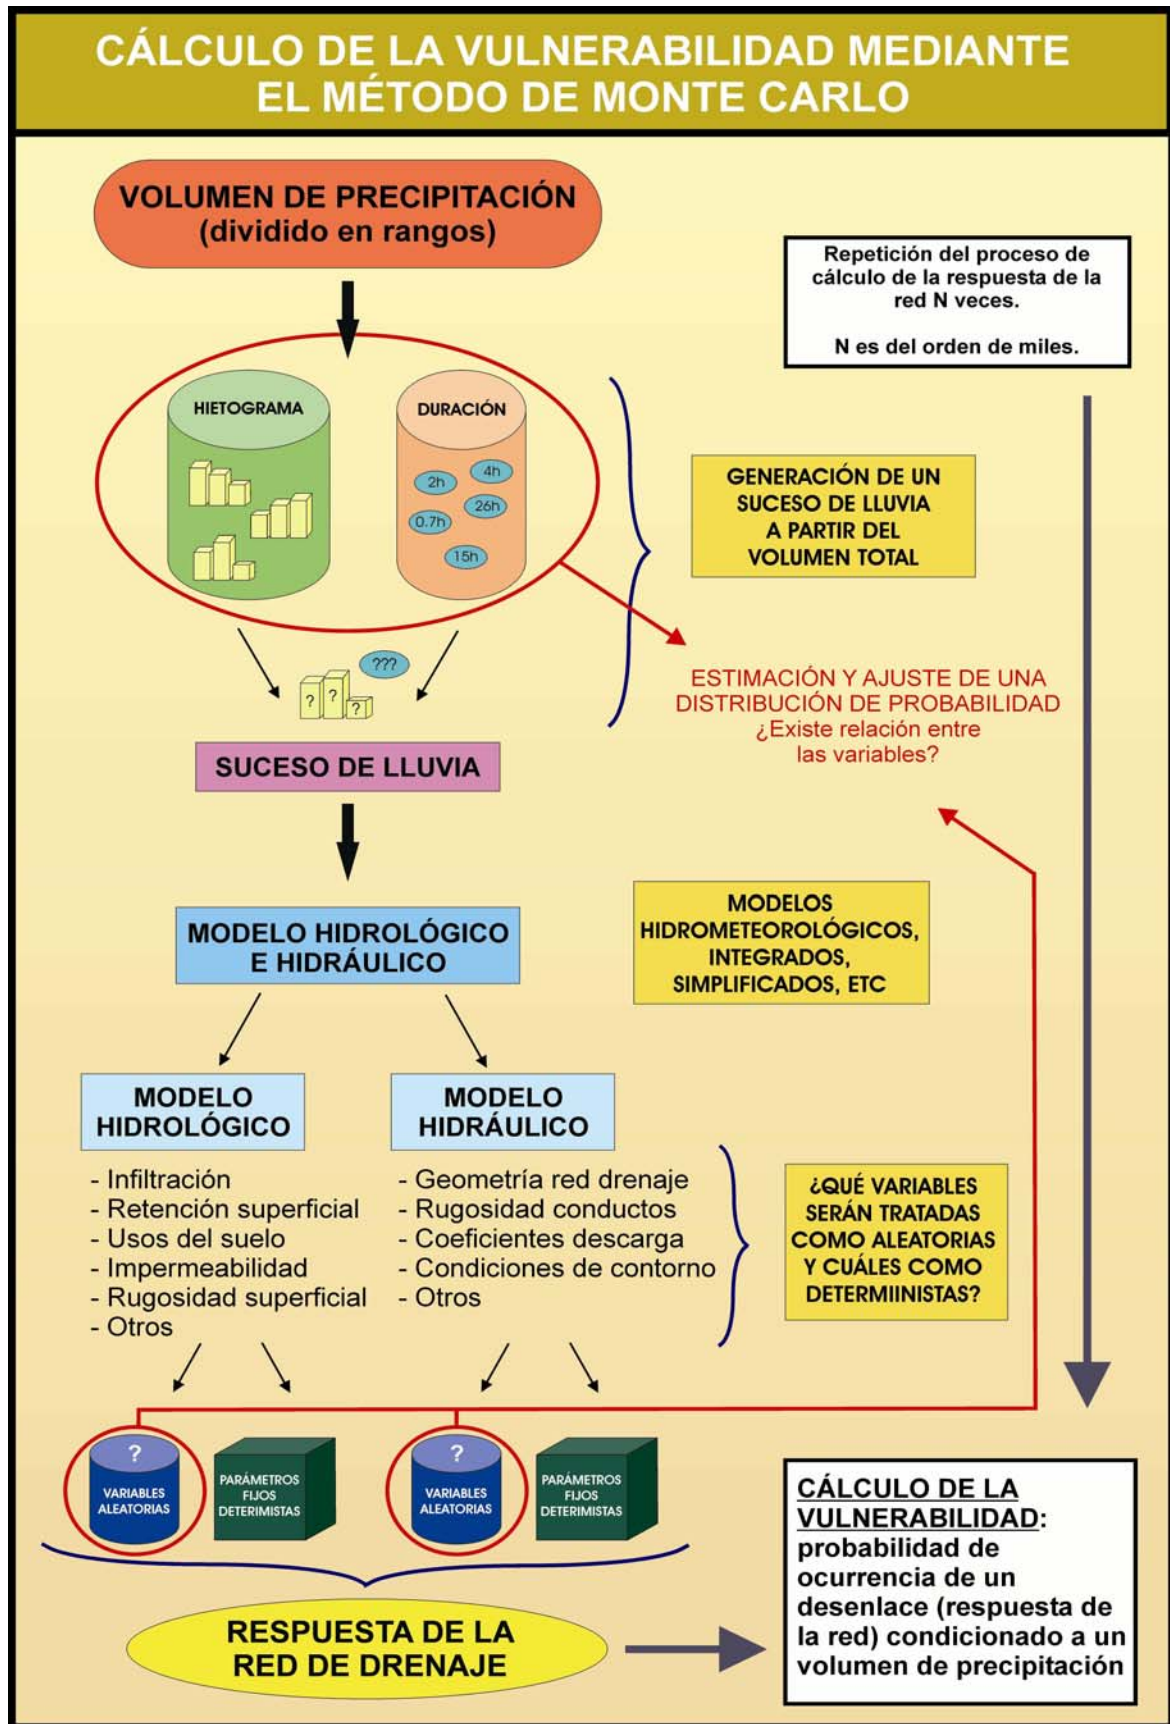 CÁLCULO DE LA VULNERABILIDAD MEDIANTE
EL MÉTODO DE MONTE CARLO
VOLUMEN DE PRECIPITACIÓN
(dividido en rangos)
Repetición del proceso de
cálculo de la respuesta de la
red N veces.
N es del orden de miles.
HIETOGRAMA
DURACIÓN
2h
4h
0.7h
26h
15h
GENERACIÓN DE UN
SUCESO DE LLUVIA
A PARTIR DEL
VOLUMEN TOTAL
? ? ?
???
ESTIMACIÓN Y AJUSTE DE UNA
DISTRIBUCIÓN DE PROBABILIDAD
¿Existe relación entre
las variables?
SUCESO DE LLUVIA
MODELO HIDROLÓGICO
E HIDRÁULICO
MODELOS
HIDROMETEOROLÓGICOS,
INTEGRADOS,
SIMPLIFICADOS, ETC
MODELO
HIDROLÓGICO
- Infiltración
- Retención superficial
- Usos del suelo
- Impermeabilidad
- Rugosidad superficial
- Otros
MODELO
HIDRÁULICO
- Geometría red drenaje
- Rugosidad conductos
- Coeficientes descarga
- Condiciones de contorno
- Otros
¿QUÉ VARIABLES
SERÁN TRATADAS
COMO ALEATORIAS
Y CUÁLES COMO
DETERMIINISTAS?
?
VARIABLES
ALEATORIAS
PARÁMETROS
FIJOS
DETERIMISTAS
?
VARIABLES
ALEATORIAS
PARÁMETROS
FIJOS
DETERIMISTAS
RESPUESTA DE LA
RED DE DRENAJE
CÁLCULO DE LA
VULNERABILIDAD:
probabilidad de
ocurrencia de un
desenlace (respuesta de
la red) condicionado a un
volumen de precipitación